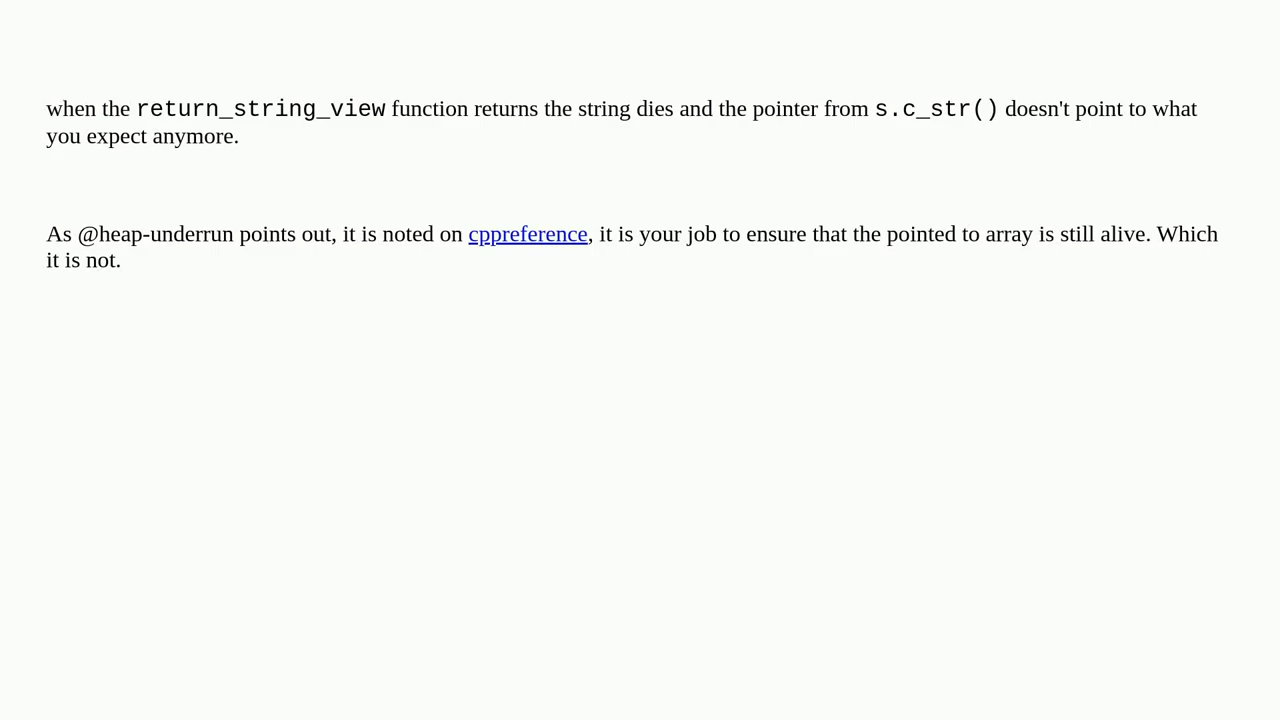 when the return_string_view function returns the string dies and the pointer from s.c_str() doesn't point to what
you expect anymore.
As @heap-underrun points out, it is noted on cppreference, it is your job to ensure that the pointed to array is still alive. Which
it is not.